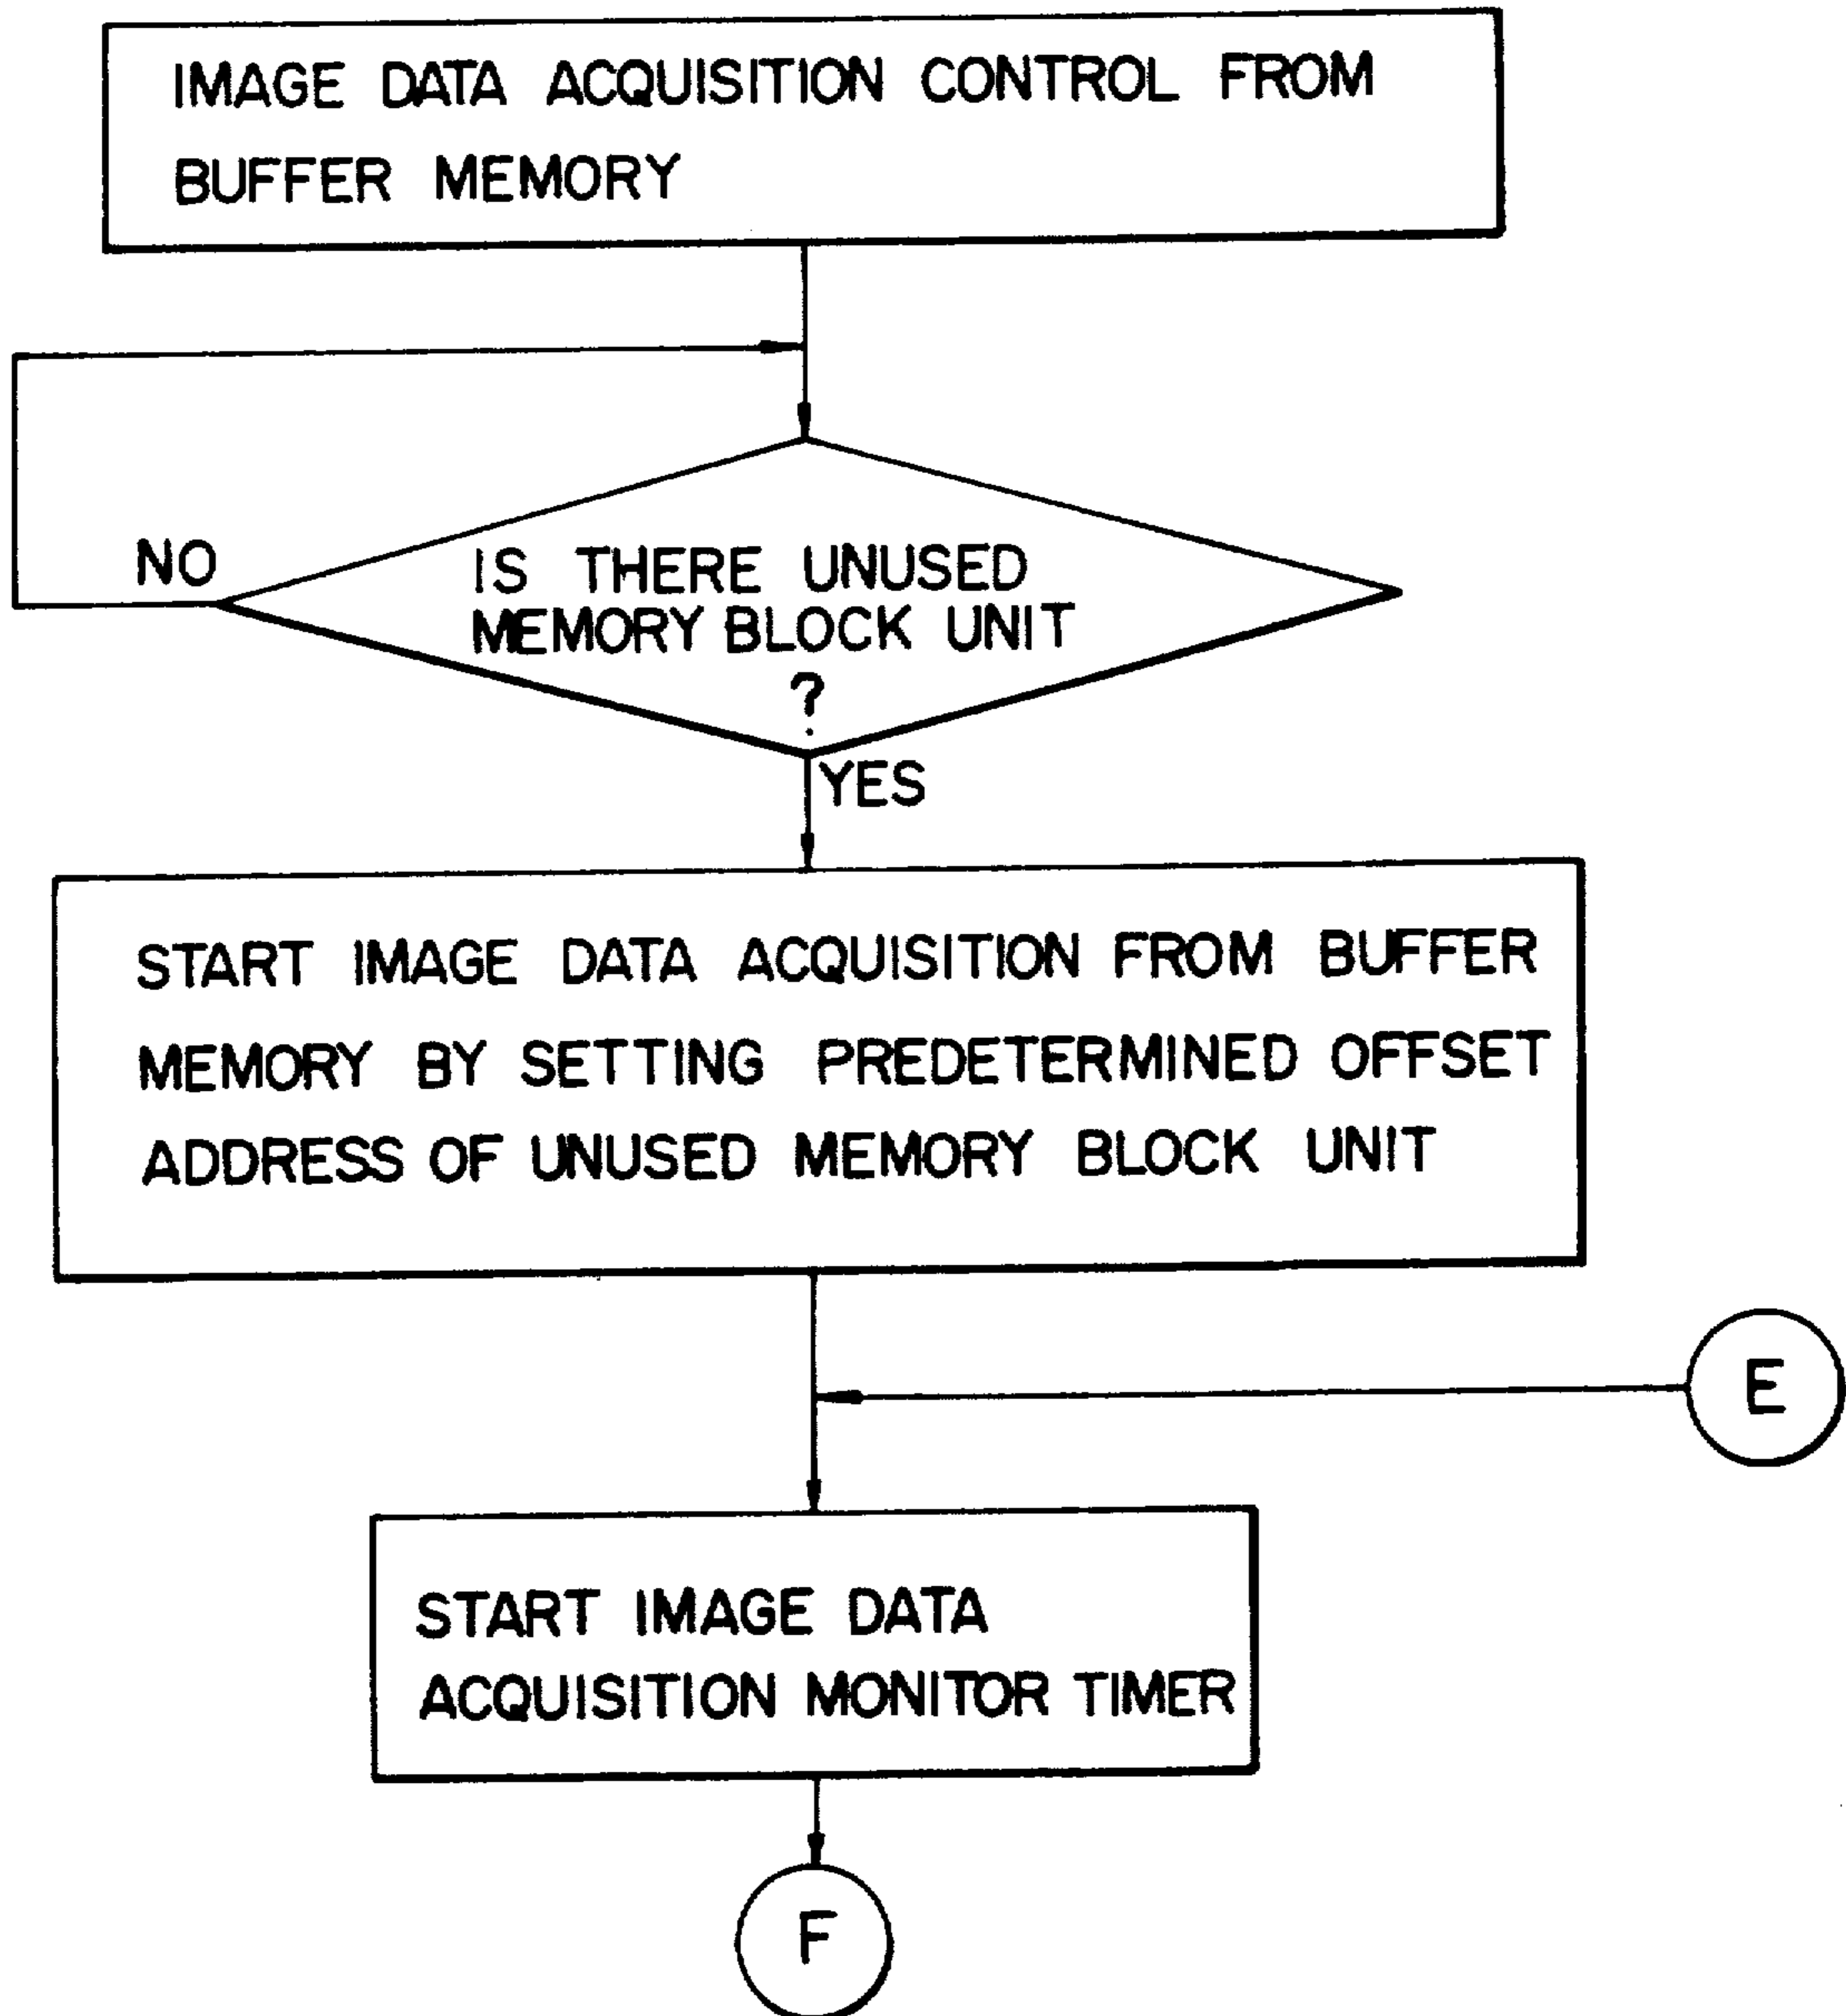 IMAGE DATA ACQUISITION CONTROL FROM
BUFFER MEMORY
NO
IS THERE UNUSED
MEMORY BLOCK UNIT
?
YES
START IMAGE DATA ACQUISITION FROM BUFFER
MEMORY BY SETTING PREDETERMINED OFFSET
ADDRESS OF UNUSED MEMORY BLOCK UNIT
E
START IMAGE DATA
ACQUISITION MONITOR TIMER
F